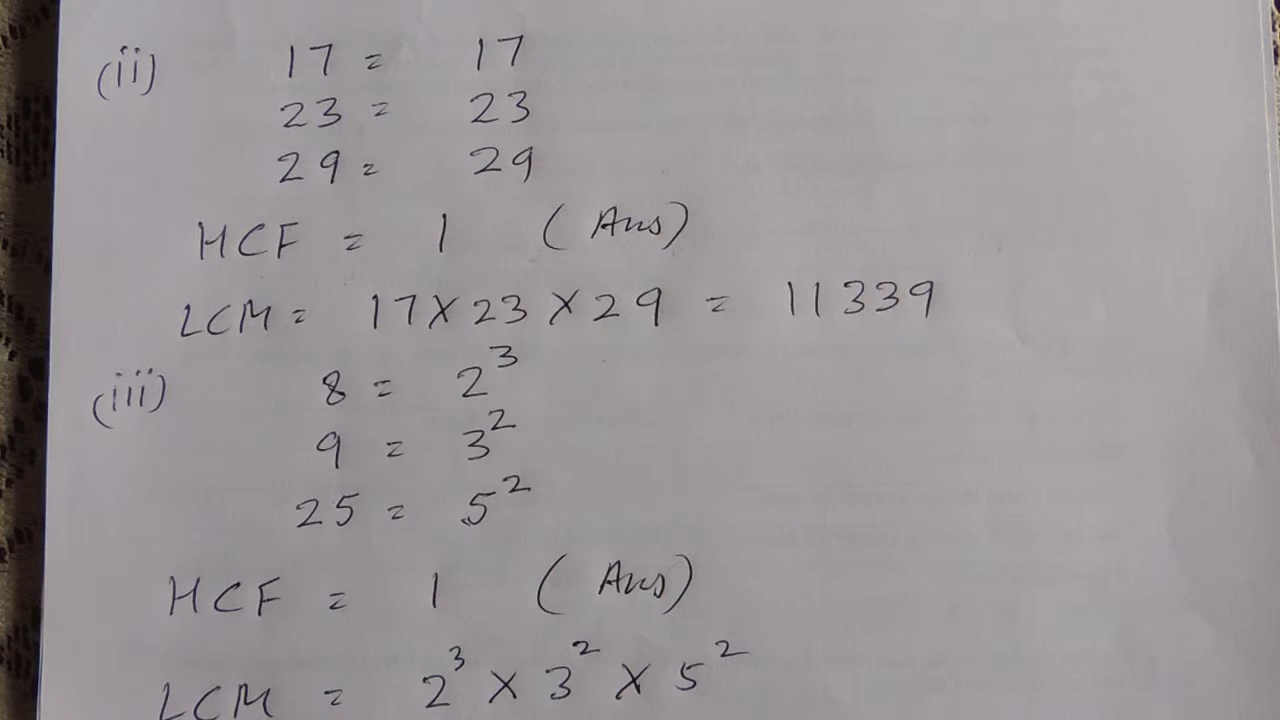 (ii) 17 = 17
23 = 23
29 = 29
HCF = 1 (Ans)
LCM = 17 × 23 × 29 = 11339
(iii) 8 = 2³
9 = 3²
25 = 5²
HCF = 1 (Ans)
LCM = 2³ × 3² × 5²